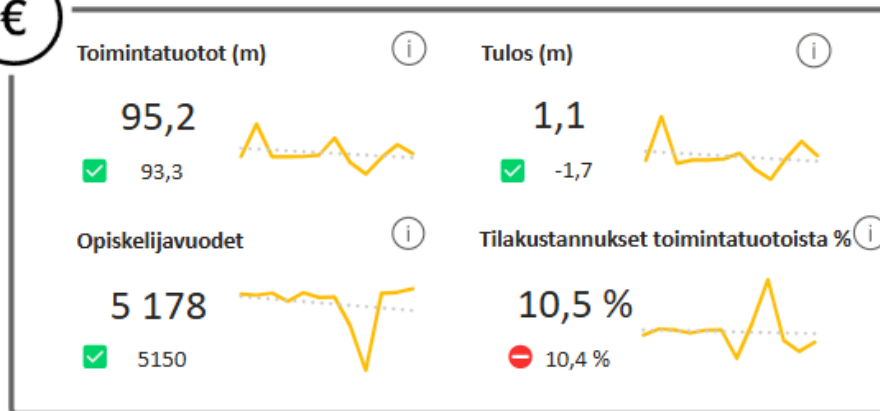 €
Toimintatuotot (m)
i
Tulos (m)
i
95,2
1,1
93,3
-1,7
Opiskelijavuodet
i
Tilakustannukset toimintatuotoista %
i
5 178
10,5 %
5150
10,4 %